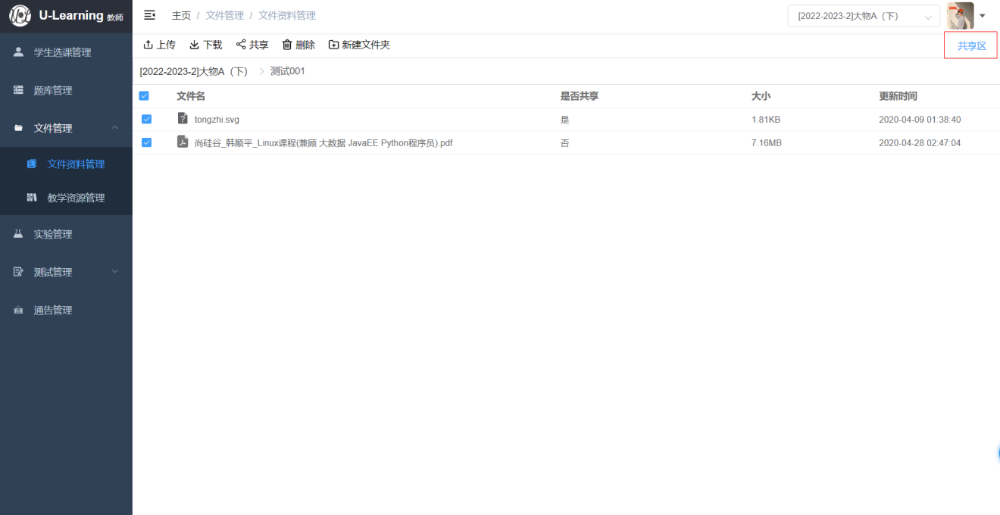 U-Learning 教师
主页 / 文件管理 / 文件资料管理
[2022-2023-2]大物A（下）
学生选课管理
题库管理
文件管理
文件资料管理
教学资源管理
实验管理
测试管理
通告管理
上传 下载 共享 删除 新建文件夹
共享区
[2022-2023-2]大物A（下） > 测试001
文件名 是否共享 大小 更新时间
tongzhi.svg 是 1.81KB 2020-04-09 01:38:40
尚硅谷_韩顺平_Linux课程(兼顾 大数据 JavaEE Python程序员).pdf 否 7.16MB 2020-04-28 02:47:04